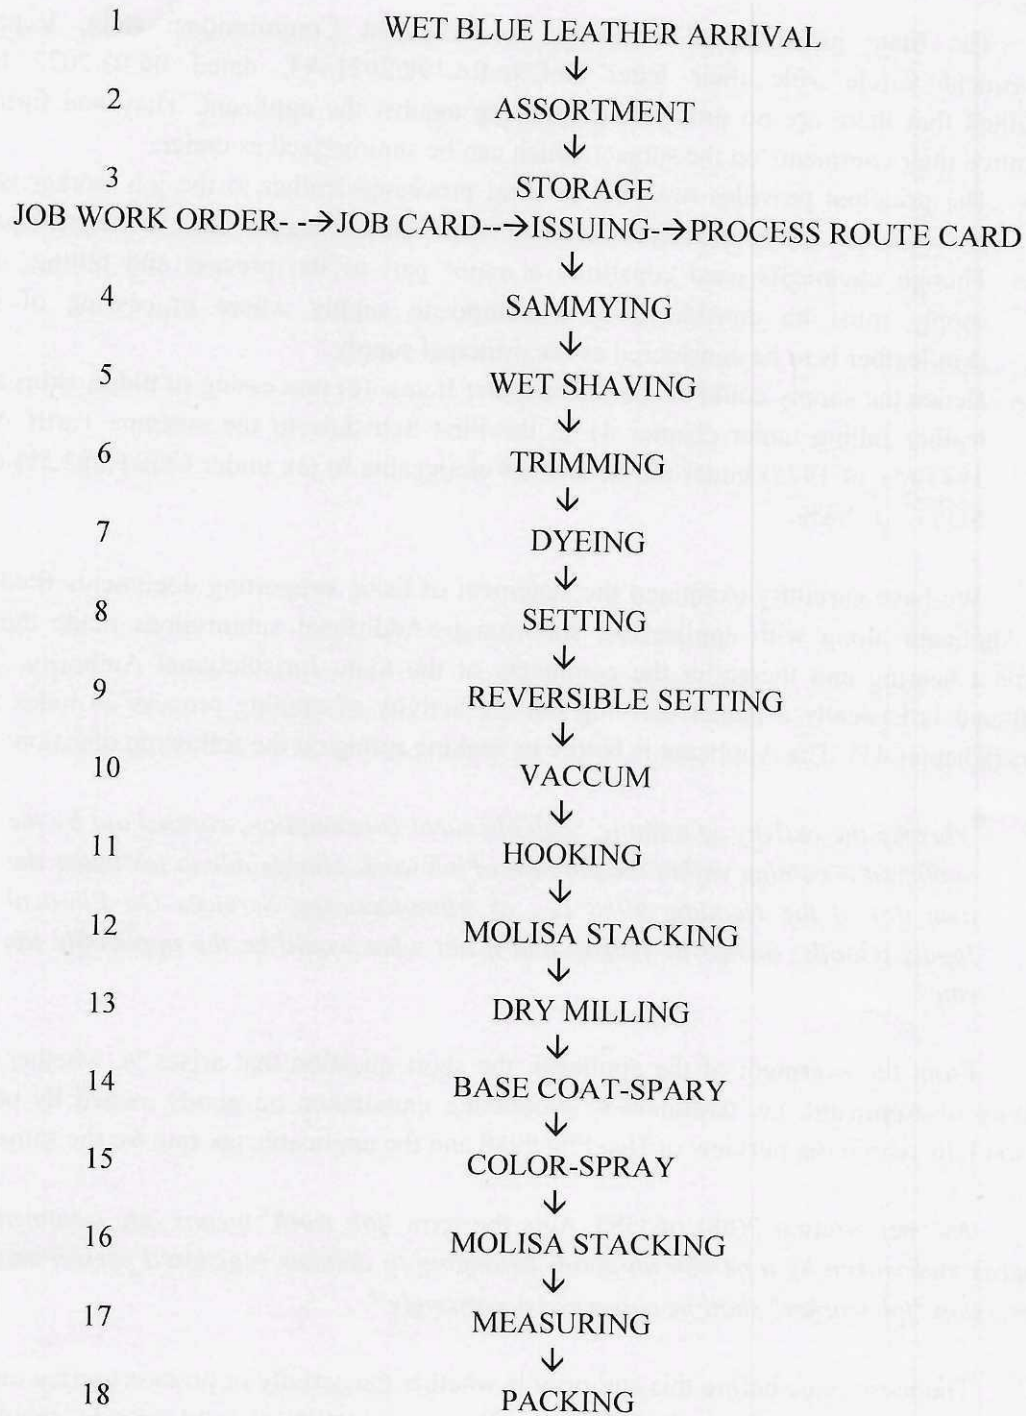 1 WET BLUE LEATHER ARRIVAL
↓
2 ASSORTMENT
↓
3 STORAGE
JOB WORK ORDER- -→JOB CARD--→ISSUING-→PROCESS ROUTE CARD
↓
4 SAMMYING
↓
5 WET SHAVING
↓
6 TRIMMING
↓
7 DYEING
↓
8 SETTING
↓
9 REVERSIBLE SETTING
↓
10 VACCUM
↓
11 HOOKING
↓
12 MOLISA STACKING
↓
13 DRY MILLING
↓
14 BASE COAT-SPARY
↓
15 COLOR-SPRAY
↓
16 MOLISA STACKING
↓
17 MEASURING
↓
18 PACKING